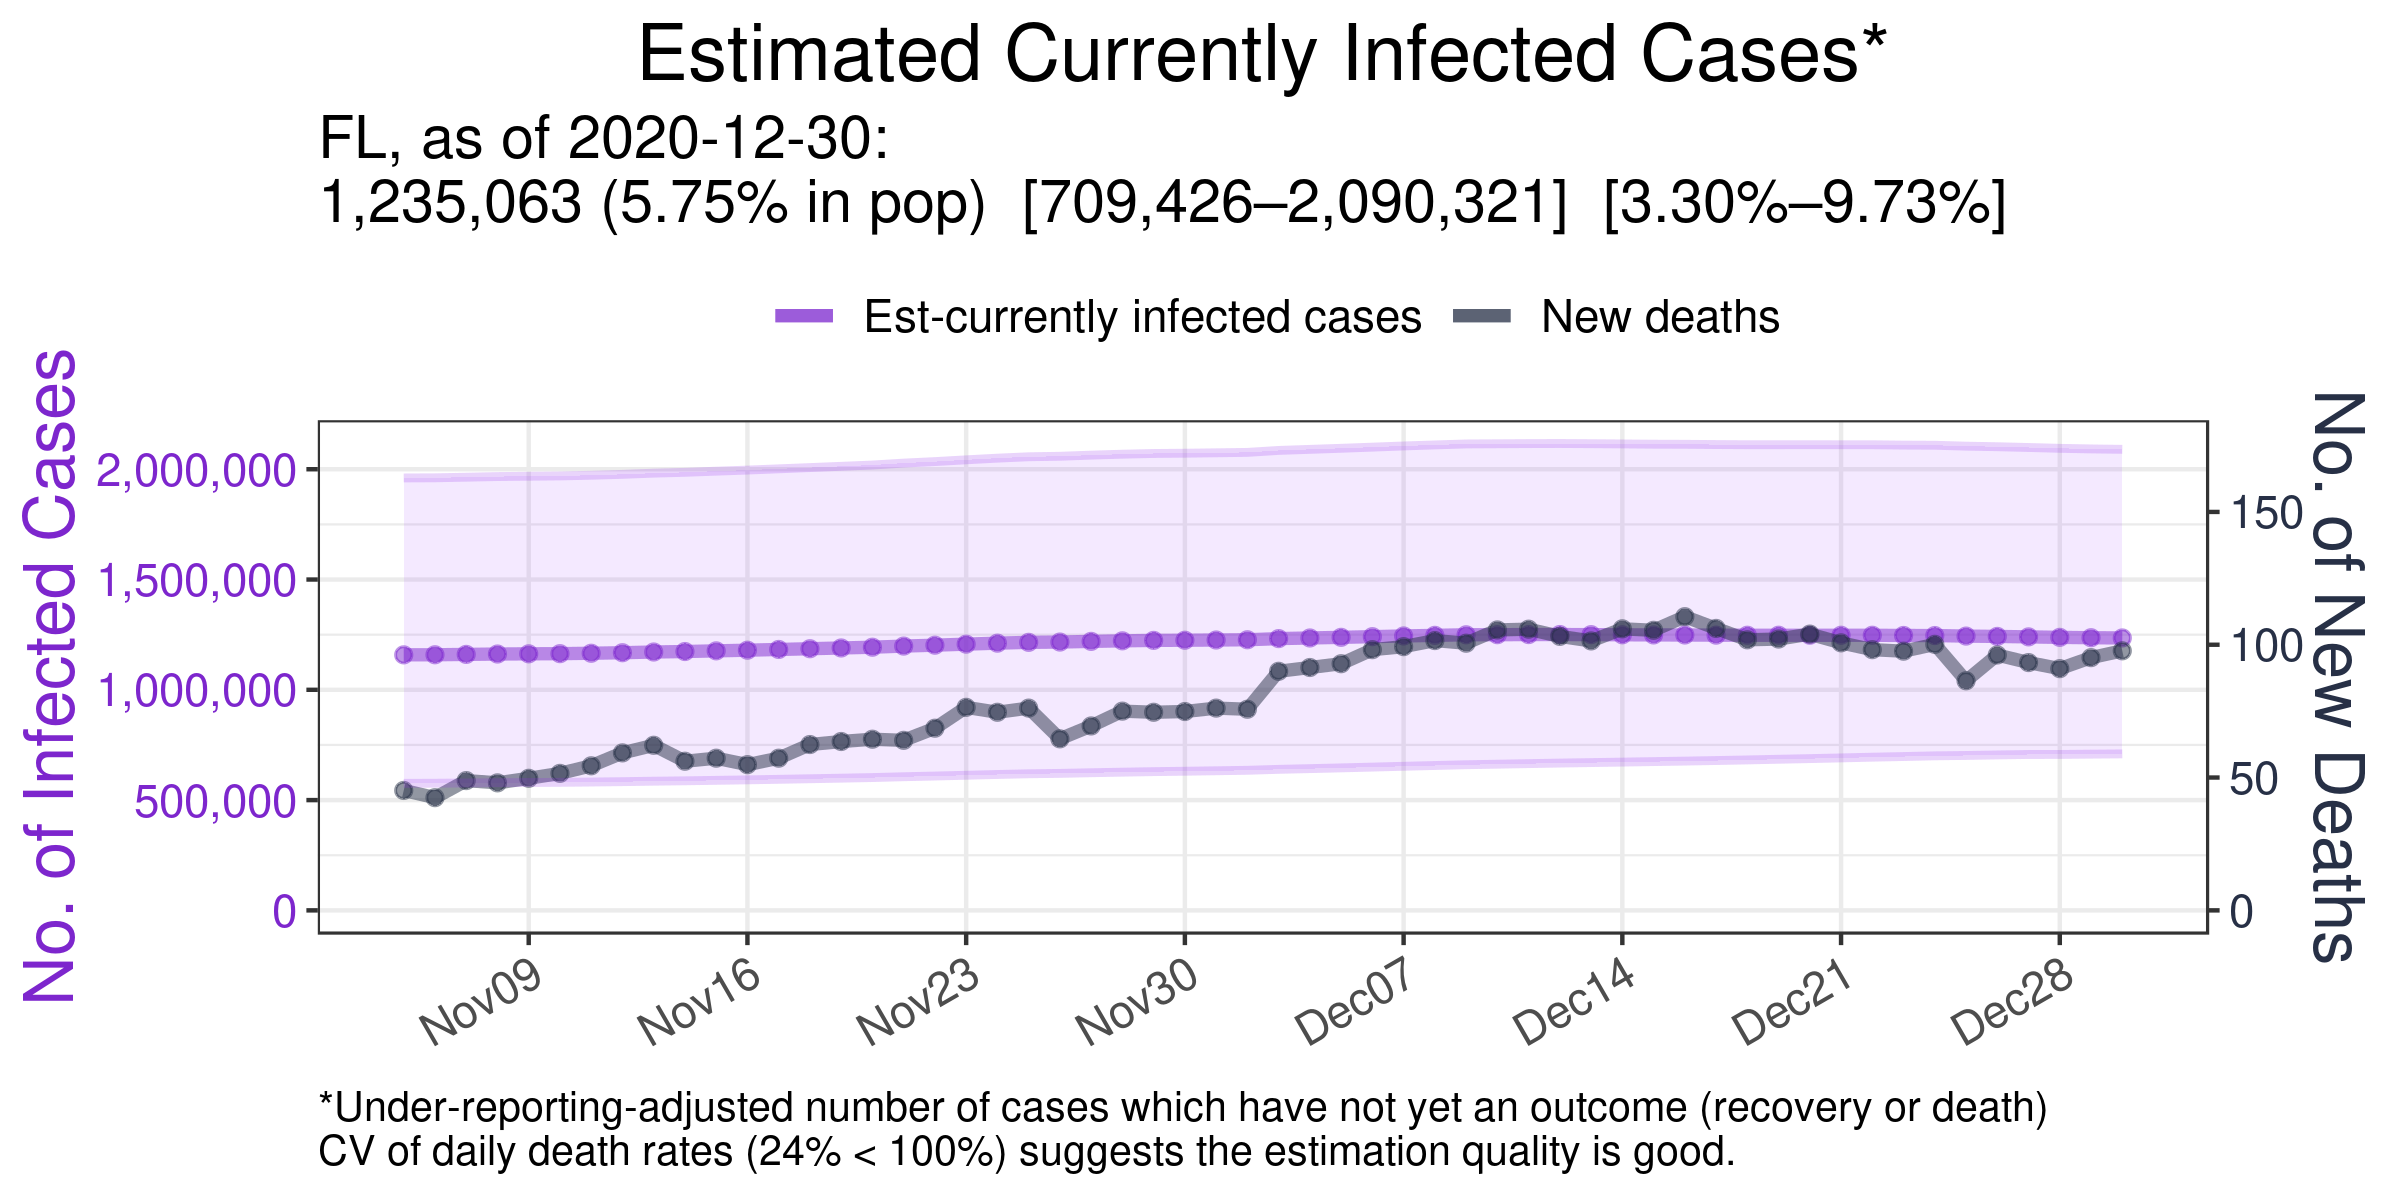 Estimated Currently Infected Cases*
FL, as of 2020-12-30:
1,235,063 (5.75% in pop)  [709,426–2,090,321]  [3.30%–9.73%]
Est-currently infected cases
New deaths
No. of Infected Cases
2,000,000
1,500,000
1,000,000
500,000
0
150
100
50
0
No. of New Deaths
Nov09
Nov16
Nov23
Nov30
Dec07
Dec14
Dec21
Dec28
*Under-reporting-adjusted number of cases which have not yet an outcome (recovery or death)
CV of daily death rates (24% < 100%) suggests the estimation quality is good.